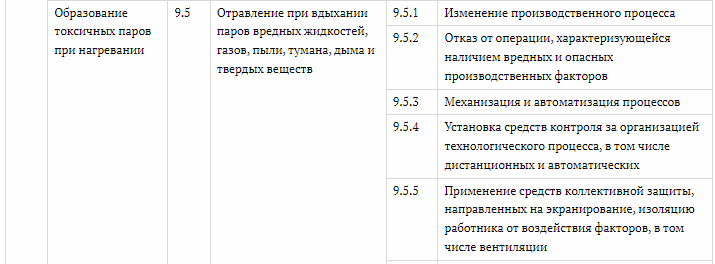 Образование
токсичных паров
при нагревании
9.5
Отравление при вдыхании
паров вредных жидкостей,
газов, пыли, тумана, дыма и
твердых веществ
9.5.1
Изменение производственного процесса
9.5.2
Отказ от операции, характеризующейся
наличием вредных и опасных
производственных факторов
9.5.3
Механизация и автоматизация процессов
9.5.4
Установка средств контроля за организацией
технологического процесса, в том числе
дистанционных и автоматических
9.5.5
Применение средств коллективной защиты,
направленных на экранирование, изоляцию
работника от воздействия факторов, в том
числе вентиляции